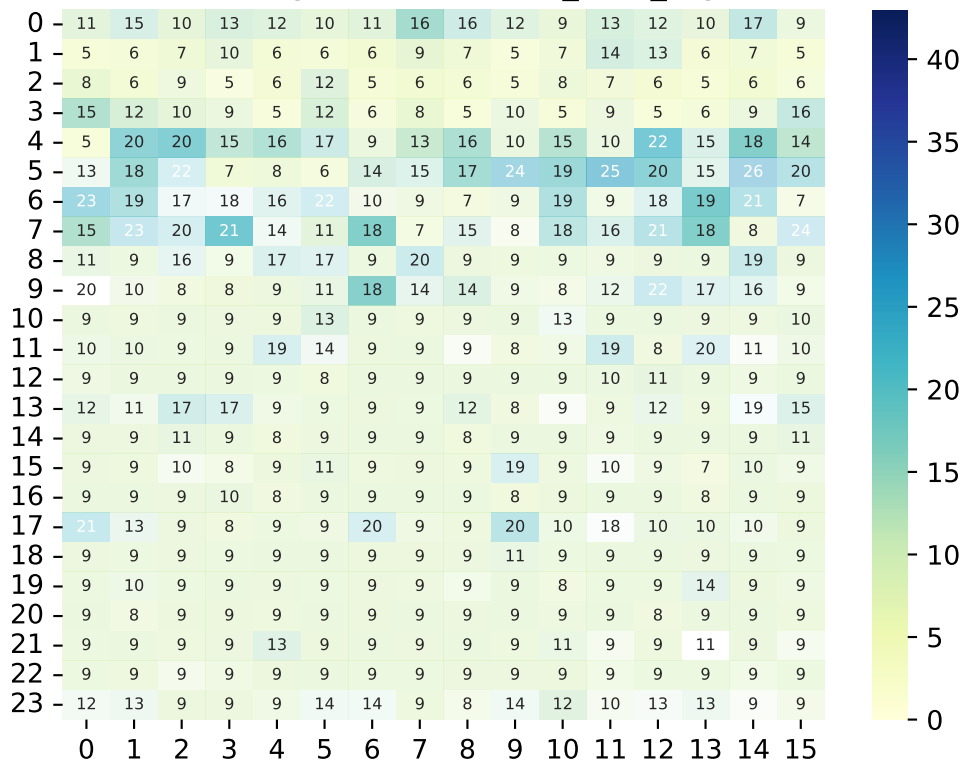 0 11 15 10 13 12 10 11 16 16 12 9 13 12 10 17 9
1 5 6 7 10 6 6 6 9 7 5 7 14 13 6 7 5
2 8 6 9 5 6 12 5 6 6 5 8 7 6 5 6 6
3 15 12 10 9 5 12 6 8 5 10 5 9 5 6 9 16
4 5 20 20 15 16 17 9 13 16 10 15 10 22 15 18 14
5 13 18 22 7 8 6 14 15 17 24 19 25 20 15 26 20
6 23 19 17 18 16 22 10 9 7 9 19 9 18 19 21 7
7 15 23 20 21 14 11 18 7 15 8 18 16 21 18 8 24
8 11 9 16 9 17 17 9 20 9 9 9 9 9 9 19 9
9 20 10 8 8 9 11 18 14 14 9 8 12 22 17 16 9
10 9 9 9 9 9 13 9 9 9 9 13 9 9 9 9 10
11 10 10 9 9 19 14 9 9 9 8 9 19 8 20 11 10
12 9 9 9 9 9 8 9 9 9 9 9 10 11 9 9 9
13 12 11 17 17 9 9 9 9 12 8 9 9 12 9 19 15
14 9 9 11 9 8 9 9 9 8 9 9 9 9 9 9 11
15 9 9 10 8 9 11 9 9 9 19 9 10 9 7 10 9
16 9 9 9 10 8 9 9 9 9 8 9 9 9 8 9 9
17 21 13 9 8 9 9 20 9 9 20 10 18 10 10 10 9
18 9 9 9 9 9 9 9 9 9 11 9 9 9 9 9 9
19 9 10 9 9 9 9 9 9 9 9 8 9 9 14 9 9
20 9 8 9 9 9 9 9 9 9 9 9 9 8 9 9 9
21 9 9 9 9 13 9 9 9 9 9 11 9 9 11 9 9
22 9 9 9 9 9 9 9 9 9 9 9 9 9 9 9 9
23 12 13 9 9 9 14 14 9 8 14 12 10 13 13 9 9
0 1 2 3 4 5 6 7 8 9 10 11 12 13 14 15
40
35
30
25
20
15
10
5
0